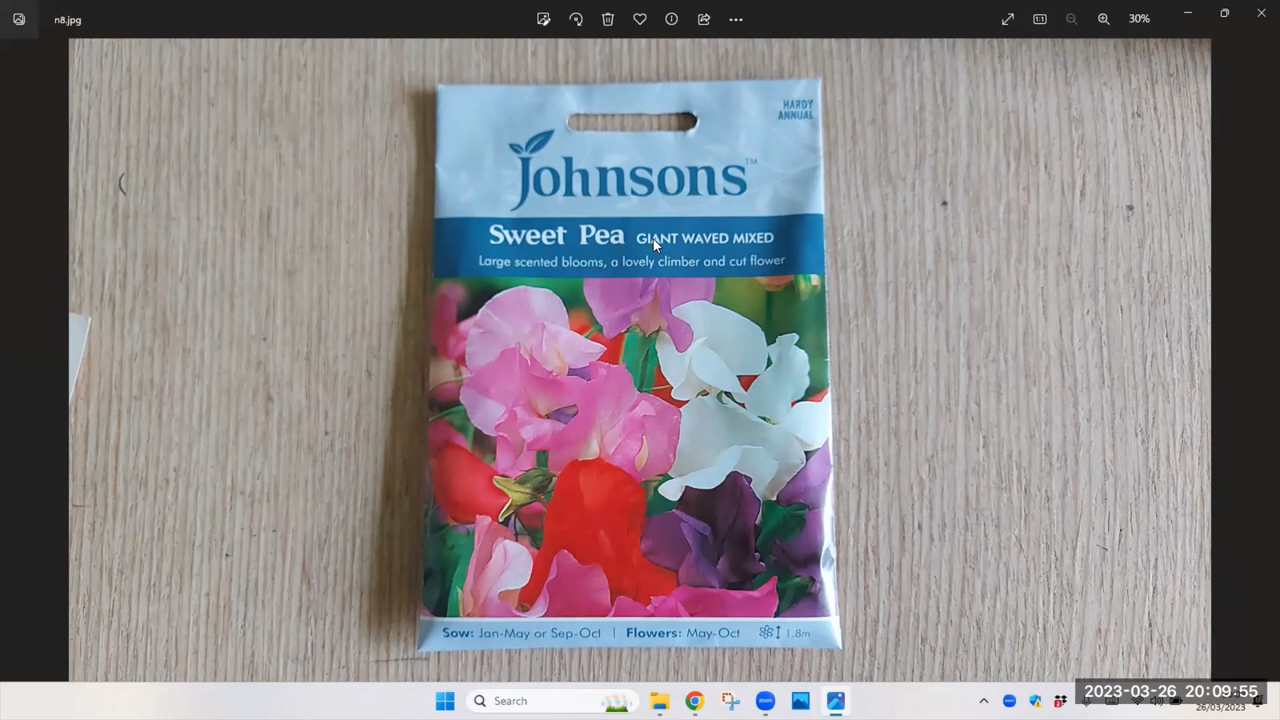 n8.jpg
30%
HARDY
ANNUAL
Johnsons™
Sweet Pea GIANT WAVED MIXED
Large scented blooms, a lovely climber and cut flower
Sow: Jan-May or Sep-Oct | Flowers: May-Oct 1.8m
Search
2023-03-26 20:09:55
26/03/2023